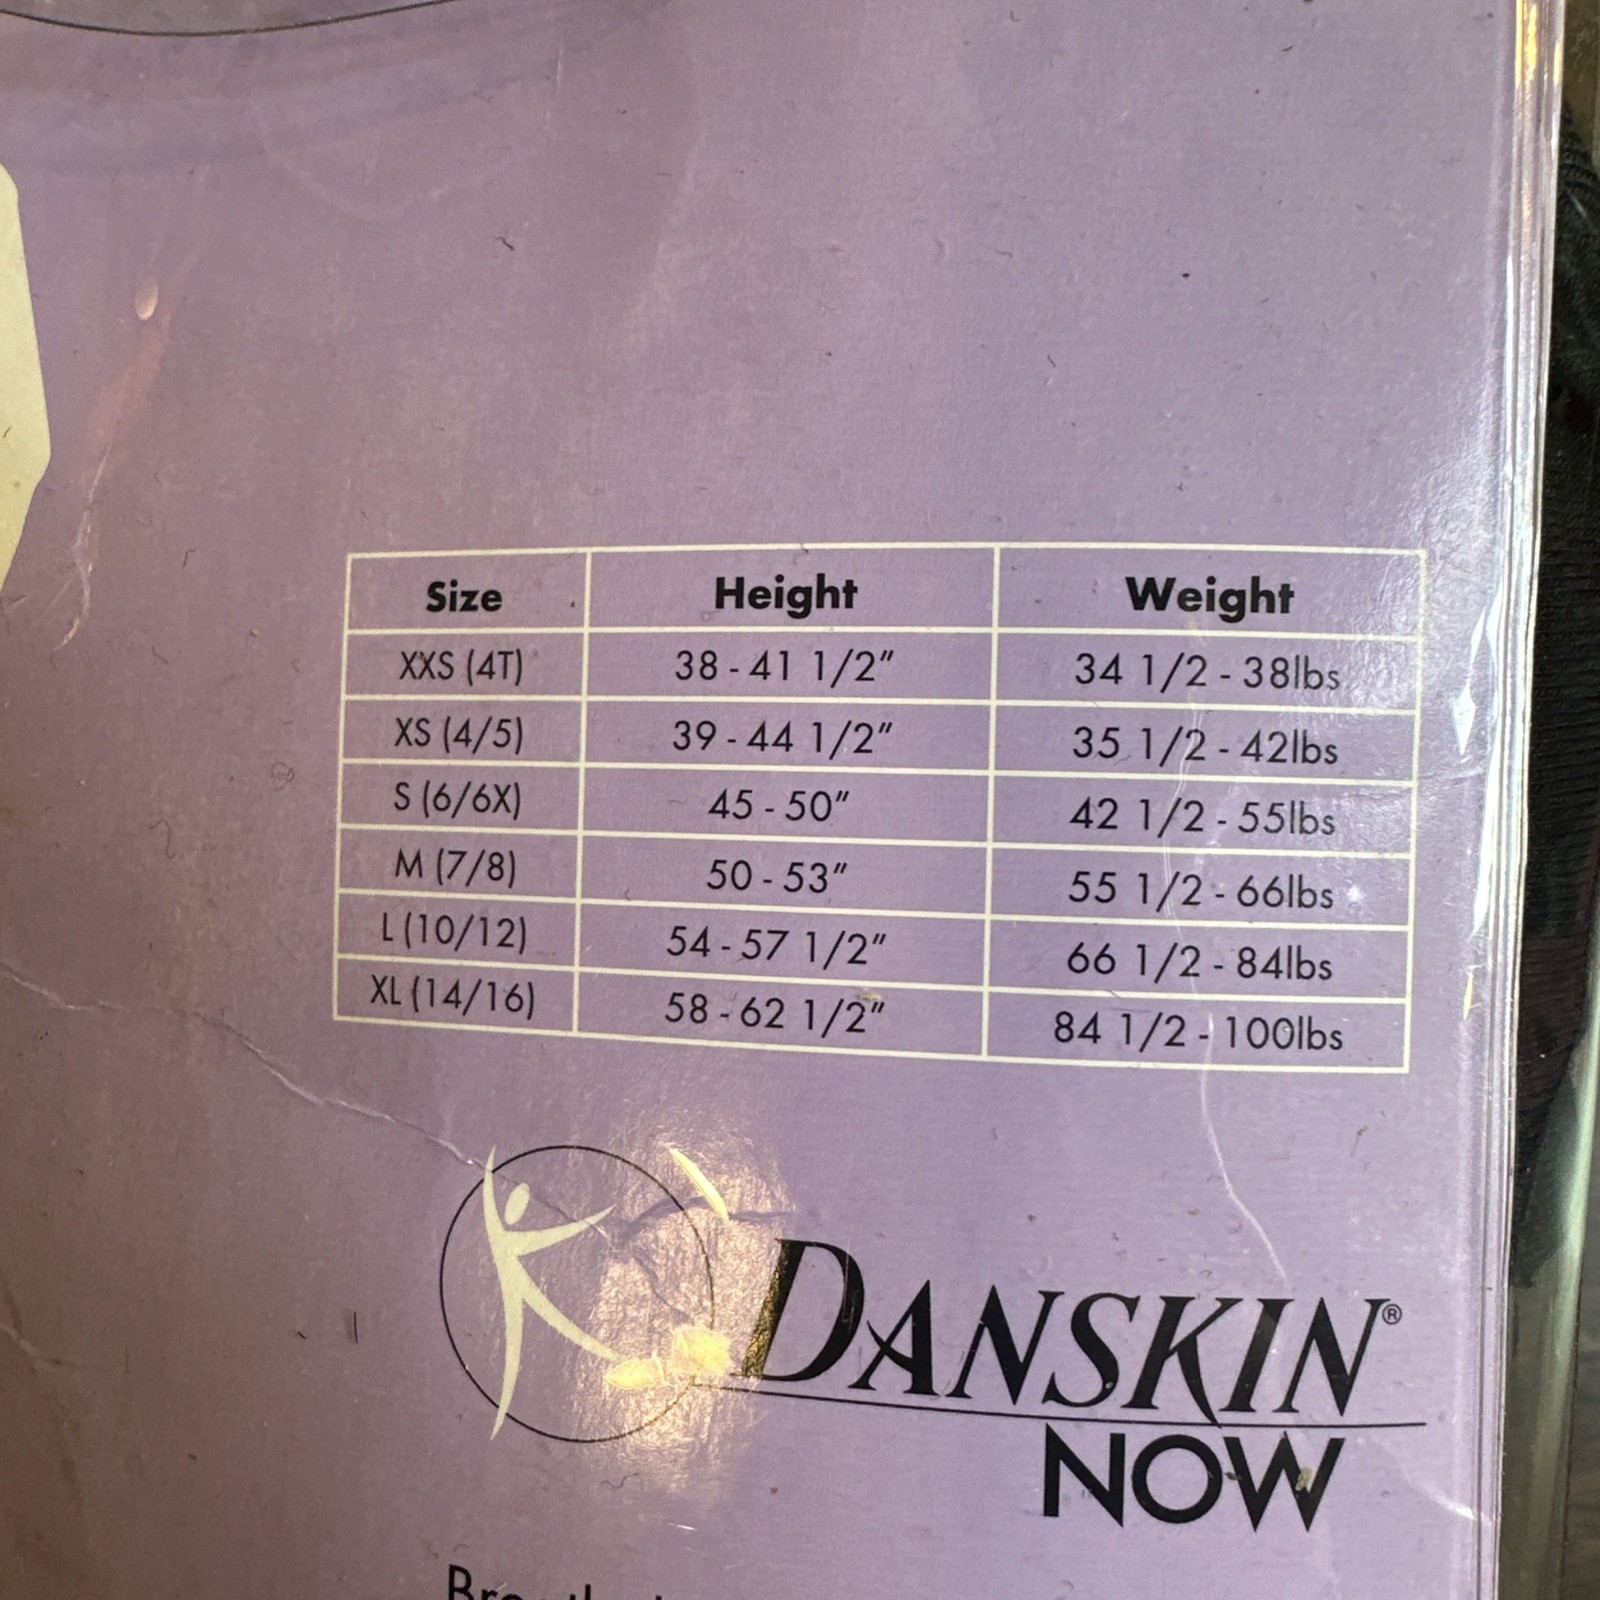 Size Height Weight
XXS (4T) 38 - 41 1/2" 34 1/2 - 38lbs
XS (4/5) 39 - 44 1/2" 35 1/2 - 42lbs
S (6/6X) 45 - 50" 42 1/2 - 55lbs
M (7/8) 50 - 53" 55 1/2 - 66lbs
L (10/12) 54 - 57 1/2" 66 1/2 - 84lbs
XL (14/16) 58 - 62 1/2" 84 1/2 - 100lbs
DANSKIN®
NOW